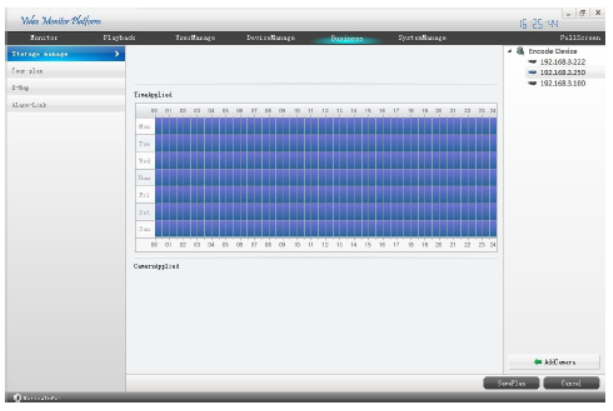 Video Monitor Platform
16:25:44
Monitor Playback UserManage DeviceManage Business SystemManage FullScreen
Storage manage
Tour plan
E-Map
Alarm-Link
TimeApplied
00 01 02 03 04 05 06 07 08 09 10 11 12 13 14 15 16 17 18 19 20 21 22 23 24
Mon
Tue
Wed
Thur
Fri
Sat
Sun
00 01 02 03 04 05 06 07 08 09 10 11 12 13 14 15 16 17 18 19 20 21 22 23 24
CameraApplied
Encode Device
192.168.3.222
192.168.3.250
192.168.3.160
AddCamera
SavePlan Cancel